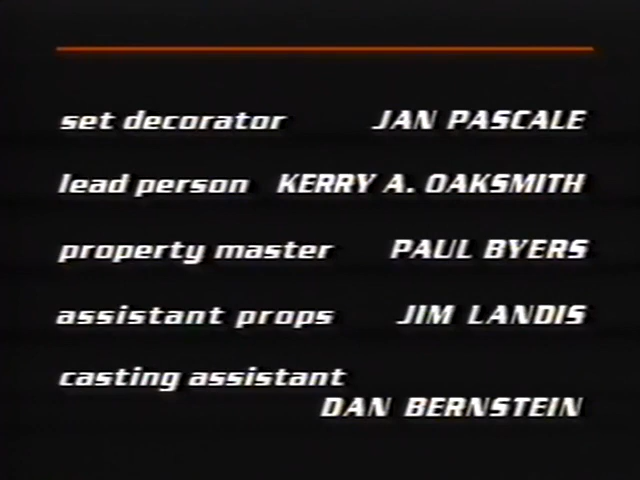 set decorator JAN PASCALE
lead person KERRY A. OAKSMITH
property master PAUL BYERS
assistant props JIM LANDIS
casting assistant
DAN BERNSTEIN